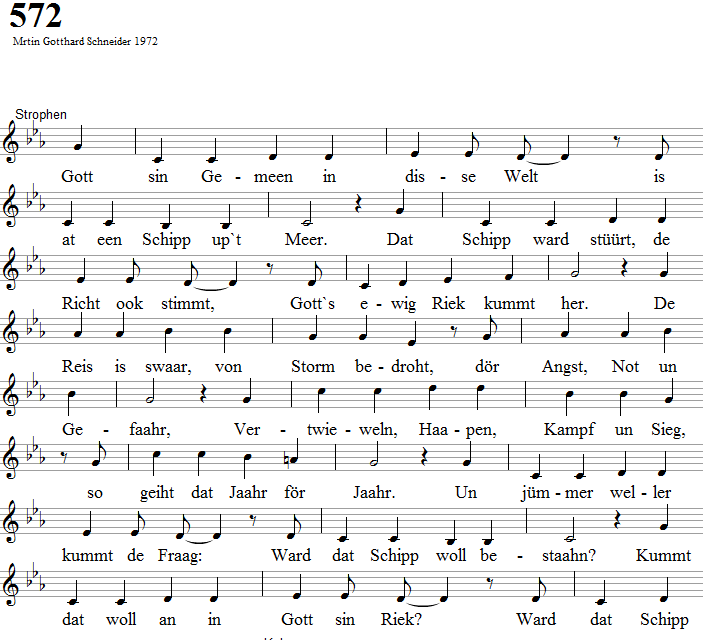 572
Mrtin Gotthard Schneider 1972
Strophen
Gott sin Ge - meen in dis - se Welt is
at een Schipp up`t Meer. Dat Schipp ward stüürt, de
Richt ook stimmt, Gott`s e - wig Riek kummt her. De
Reis is swaar, von Storm be - droht, dör Angst, Not un
Ge - faahr, Ver - twie - weln, Haa - pen, Kampf un Sieg,
so geiht dat Jaahr för Jaahr. Un jüm - mer wel - ler
kummt de Fraag: Ward dat Schipp woll be - staahn? Kummt
dat woll an in Gott sin Riek? Ward dat Schipp